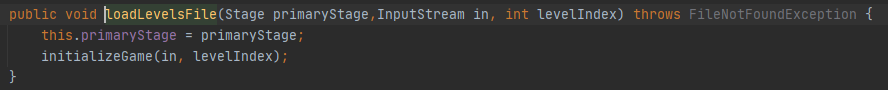 public void loadLevelsFile(Stage primaryStage,InputStream in, int levelIndex) throws FileNotFoundException {
    this.primaryStage = primaryStage;
    initializeGame(in, levelIndex);
}